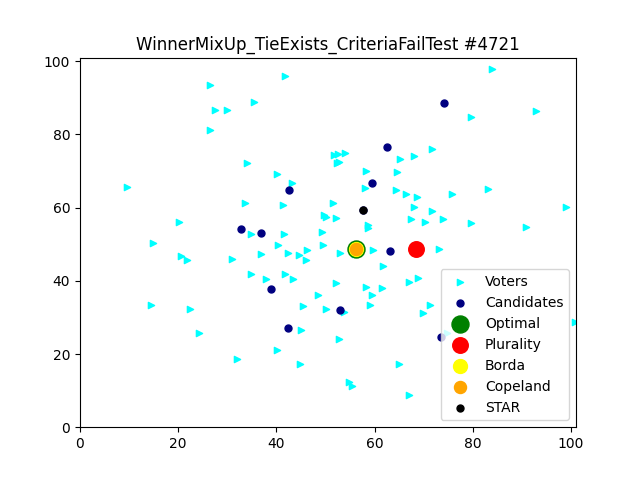 WinnerMixUp_TieExists_CriteriaFailTest #4721
100
80
60
40
20
0
0 20 40 60 80 100
Voters
Candidates
Optimal
Plurality
Borda
Copeland
STAR